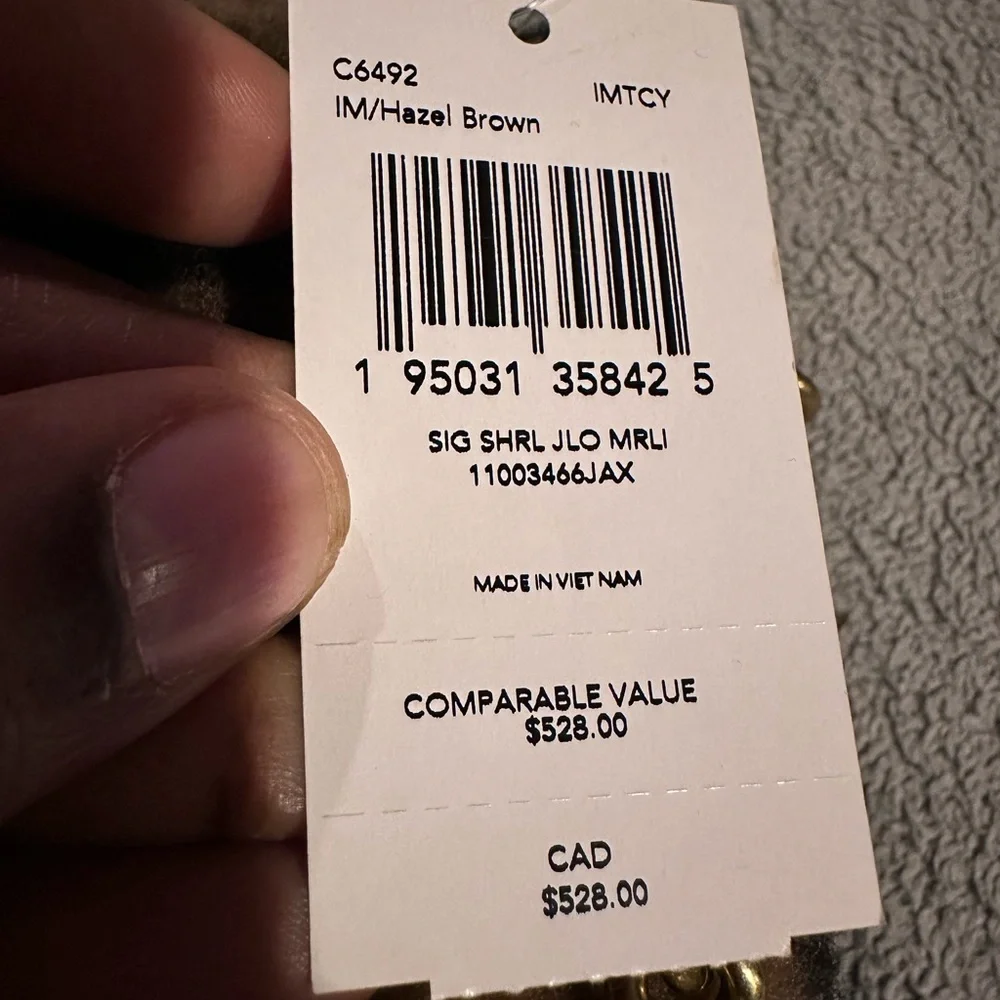 C6492
IMTCY
IM/Hazel Brown
1 95031 35842 5
SIG SHRL JLO MRLI
11003466JAX
MADE IN VIET NAM
COMPARABLE VALUE
$528.00
CAD
$528.00